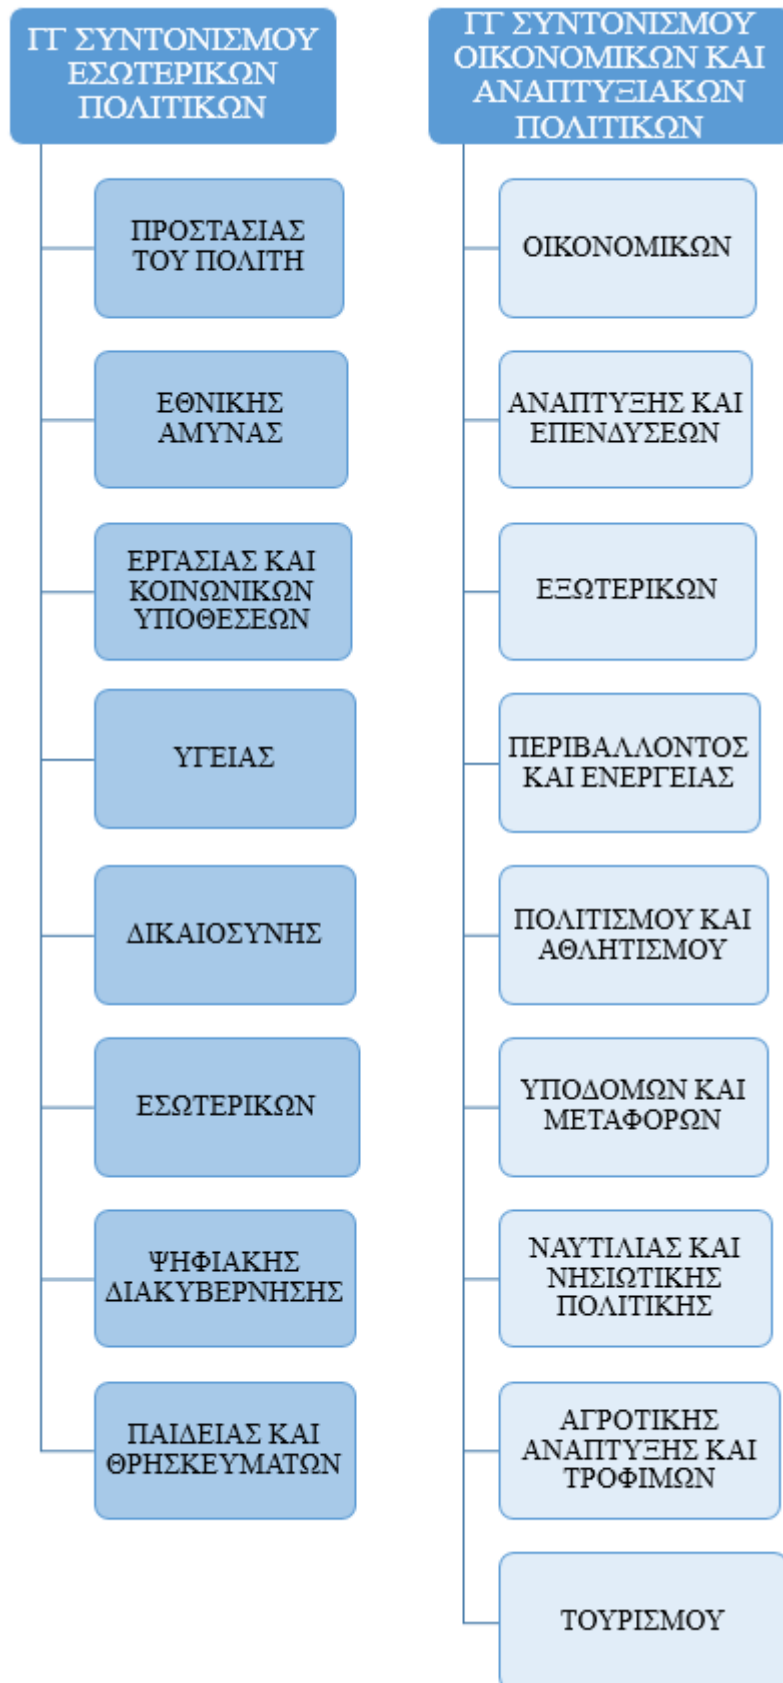 ΓΓ ΣΥΝΤΟΝΙΣΜΟΥ
ΕΣΩΤΕΡΙΚΩΝ
ΠΟΛΙΤΙΚΩΝ
ΠΡΟΣΤΑΣΙΑΣ
ΤΟΥ ΠΟΛΙΤΗ
ΕΘΝΙΚΗΣ
ΑΜΥΝΑΣ
ΕΡΓΑΣΙΑΣ ΚΑΙ
ΚΟΙΝΩΝΙΚΩΝ
ΥΠΟΘΕΣΕΩΝ
ΥΓΕΙΑΣ
ΔΙΚΑΙΟΣΥΝΗΣ
ΕΣΩΤΕΡΙΚΩΝ
ΨΗΦΙΑΚΗΣ
ΔΙΑΚΥΒΕΡΝΗΣΗΣ
ΠΑΙΔΕΙΑΣ ΚΑΙ
ΘΡΗΣΚΕΥΜΑΤΩΝ
ΓΓ ΣΥΝΤΟΝΙΣΜΟΥ
ΟΙΚΟΝΟΜΙΚΩΝ ΚΑΙ
ΑΝΑΠΤΥΞΙΑΚΩΝ
ΠΟΛΙΤΙΚΩΝ
ΟΙΚΟΝΟΜΙΚΩΝ
ΑΝΑΠΤΥΞΗΣ ΚΑΙ
ΕΠΕΝΔΥΣΕΩΝ
ΕΞΩΤΕΡΙΚΩΝ
ΠΕΡΙΒΑΛΛΟΝΤΟΣ
ΚΑΙ ΕΝΕΡΓΕΙΑΣ
ΠΟΛΙΤΙΣΜΟΥ ΚΑΙ
ΑΘΛΗΤΙΣΜΟΥ
ΥΠΟΔΟΜΩΝ ΚΑΙ
ΜΕΤΑΦΟΡΩΝ
ΝΑΥΤΙΛΙΑΣ ΚΑΙ
ΝΗΣΙΩΤΙΚΗΣ
ΠΟΛΙΤΙΚΗΣ
ΑΓΡΟΤΙΚΗΣ
ΑΝΑΠΤΥΞΗΣ ΚΑΙ
ΤΡΟΦΙΜΩΝ
ΤΟΥΡΙΣΜΟΥ